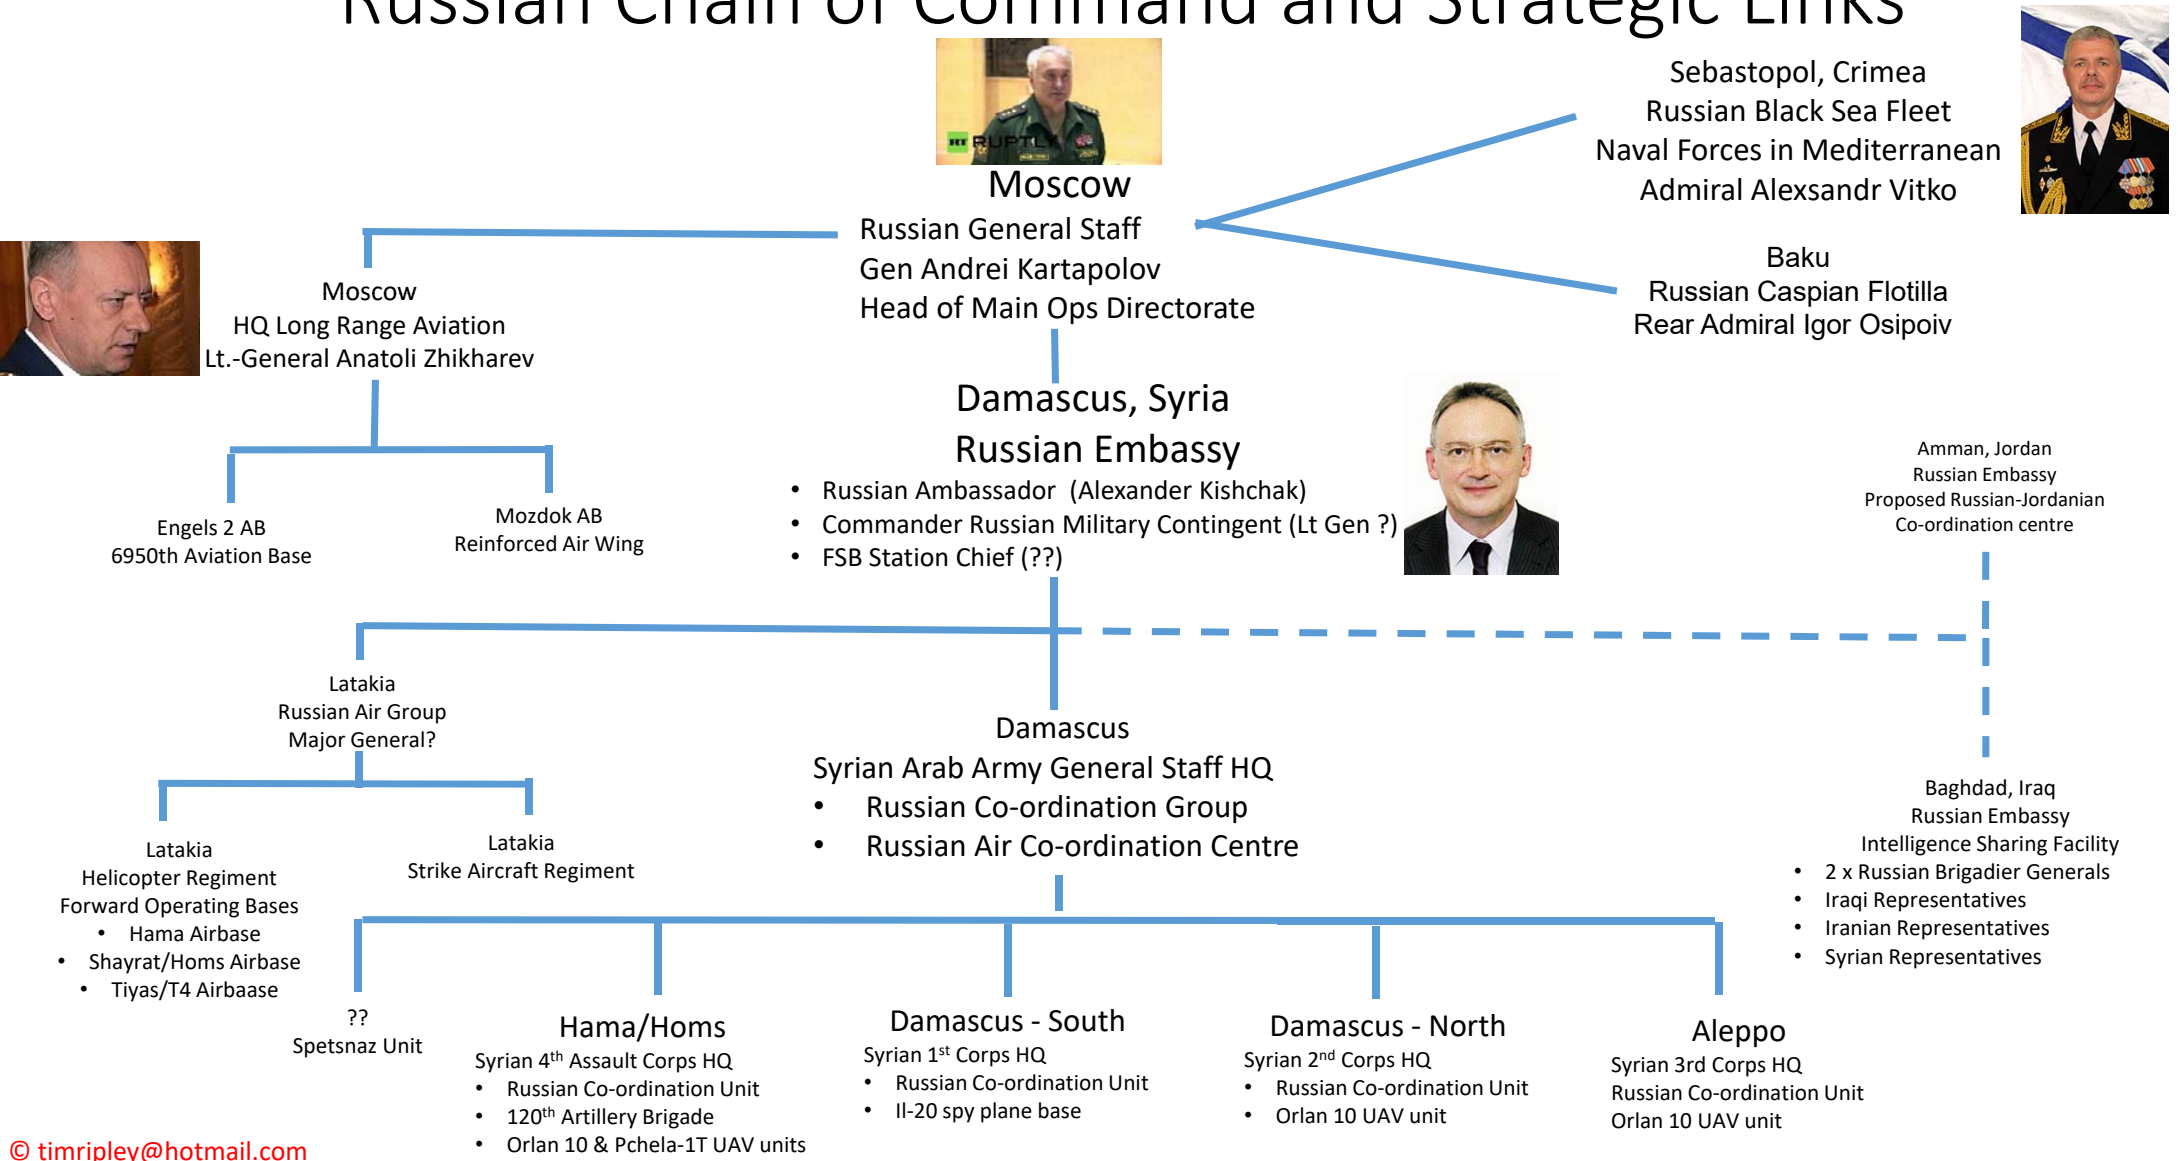 Russian Chain of Command and Strategic Links
RT RUPTLY
Moscow
Russian General Staff
Gen Andrei Kartapolov
Head of Main Ops Directorate
Sebastopol, Crimea
Russian Black Sea Fleet
Naval Forces in Mediterranean
Admiral Alexsandr Vitko
Baku
Russian Caspian Flotilla
Rear Admiral Igor Osipoiv
Moscow
HQ Long Range Aviation
Lt.-General Anatoli Zhikharev
Engels 2 AB
6950th Aviation Base
Mozdok AB
Reinforced Air Wing
Damascus, Syria
Russian Embassy
• Russian Ambassador (Alexander Kishchak)
• Commander Russian Military Contingent (Lt Gen ?)
• FSB Station Chief (??)
Amman, Jordan
Russian Embassy
Proposed Russian-Jordanian
Co-ordination centre
Latakia
Russian Air Group
Major General?
Latakia
Helicopter Regiment
Forward Operating Bases
• Hama Airbase
• Shayrat/Homs Airbase
• Tiyas/T4 Airbaase
Latakia
Strike Aircraft Regiment
Damascus
Syrian Arab Army General Staff HQ
• Russian Co-ordination Group
• Russian Air Co-ordination Centre
Baghdad, Iraq
Russian Embassy
Intelligence Sharing Facility
• 2 x Russian Brigadier Generals
• Iraqi Representatives
• Iranian Representatives
• Syrian Representatives
??
Spetsnaz Unit
Hama/Homs
Syrian 4th Assault Corps HQ
• Russian Co-ordination Unit
• 120th Artillery Brigade
• Orlan 10 & Pchela-1T UAV units
Damascus - South
Syrian 1st Corps HQ
• Russian Co-ordination Unit
• Il-20 spy plane base
Damascus - North
Syrian 2nd Corps HQ
• Russian Co-ordination Unit
• Orlan 10 UAV unit
Aleppo
Syrian 3rd Corps HQ
Russian Co-ordination Unit
Orlan 10 UAV unit
© timripley@hotmail.com